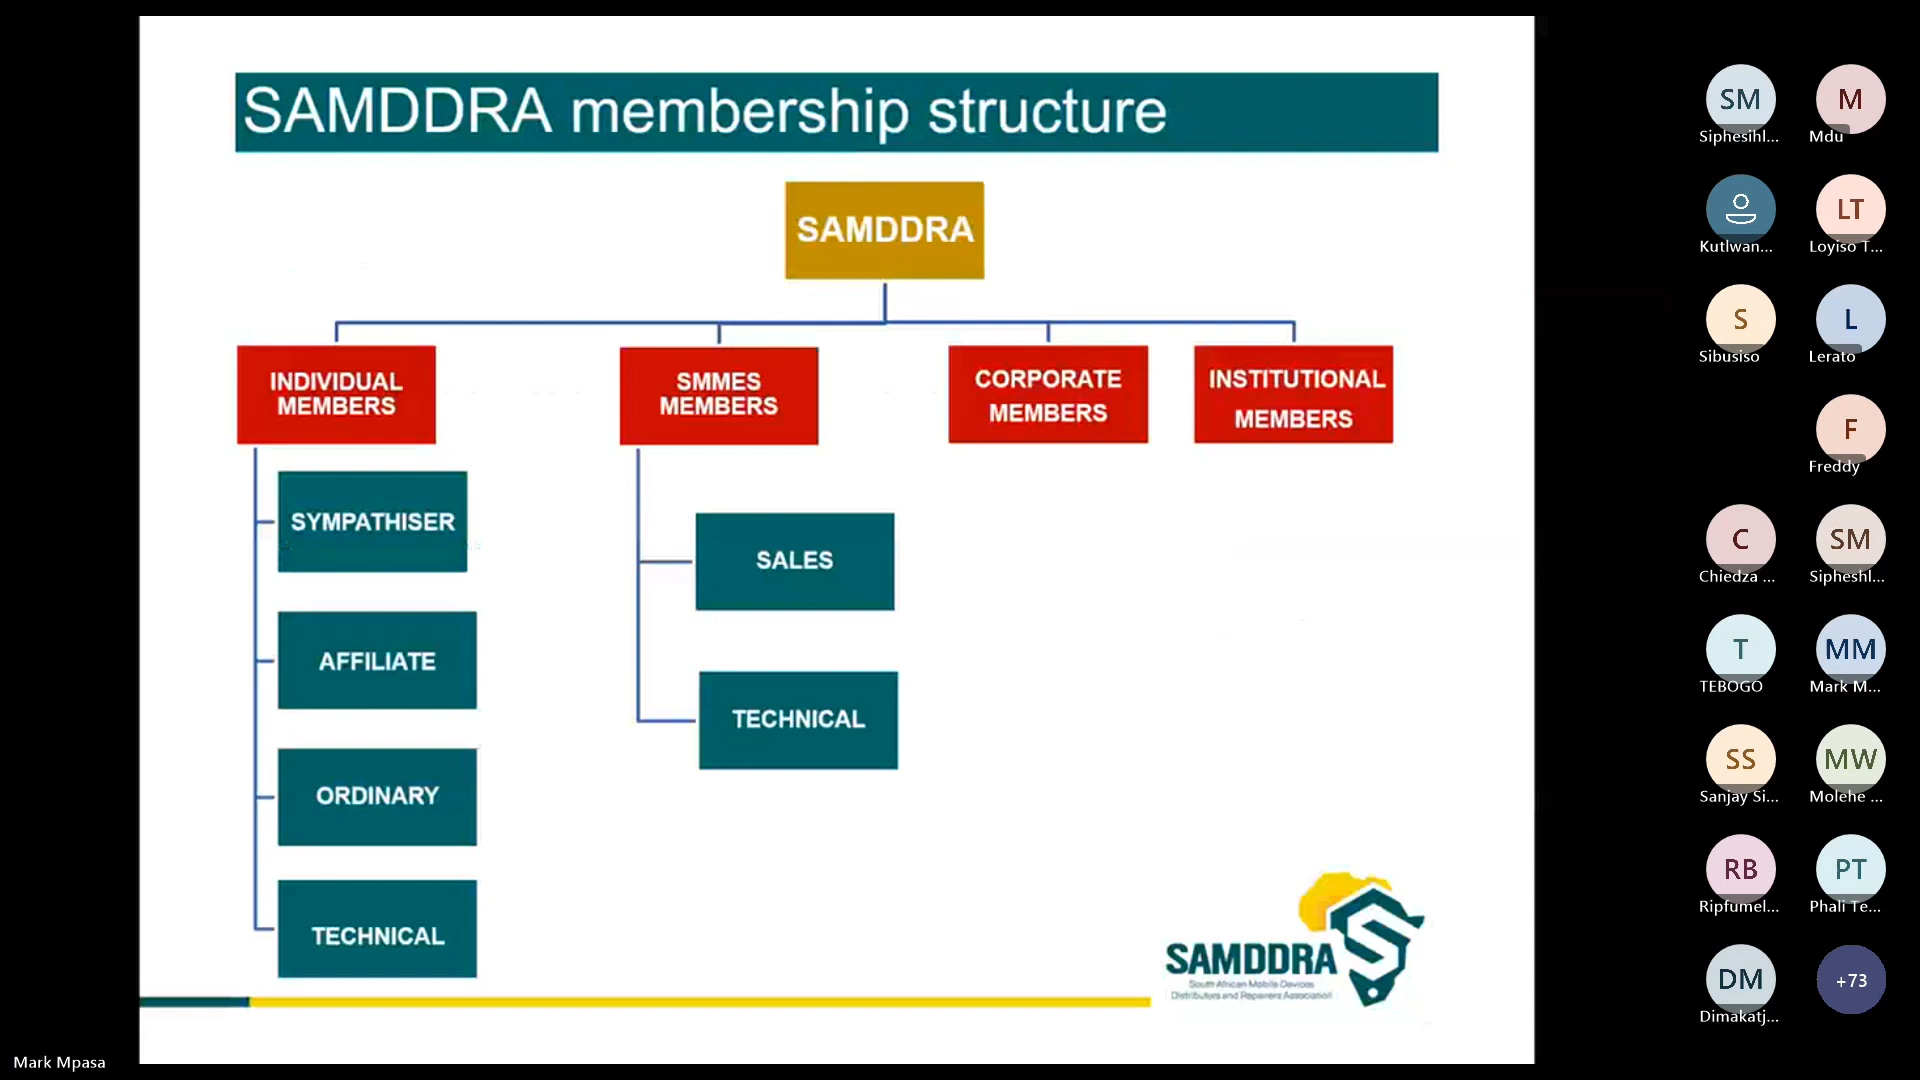 SAMDDRA membership structure
SAMDDRA
INDIVIDUAL
MEMBERS
SMMES
MEMBERS
CORPORATE
MEMBERS
INSTITUTIONAL
MEMBERS
SYMPATHISER
AFFILIATE
ORDINARY
TECHNICAL
SALES
TECHNICAL
SAMDDRA
South African Mobile Devices
Distributors and Repairers Association
Mark Mpasa
SM
Siphesihl...
M
Mdu
Kutlwan...
LT
Loyiso T...
S
Sibusiso
L
Lerato
F
Freddy
C
Chiedza ...
SM
Sipheshl...
T
TEBOGO
MM
Mark M...
SS
Sanjay Si...
MW
Molehe ...
RB
Ripfumel...
PT
Phali Te...
DM
Dimakatj...
+73